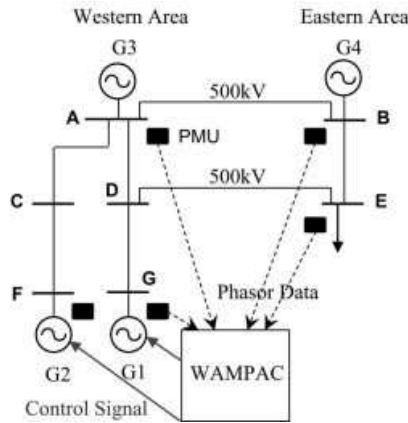 Western Area
Eastern Area
G3
G4
500kV
A
B
PMU
500kV
C
D
E
F
G
Phasor Data
G2
G1
WAMPAC
Control Signal